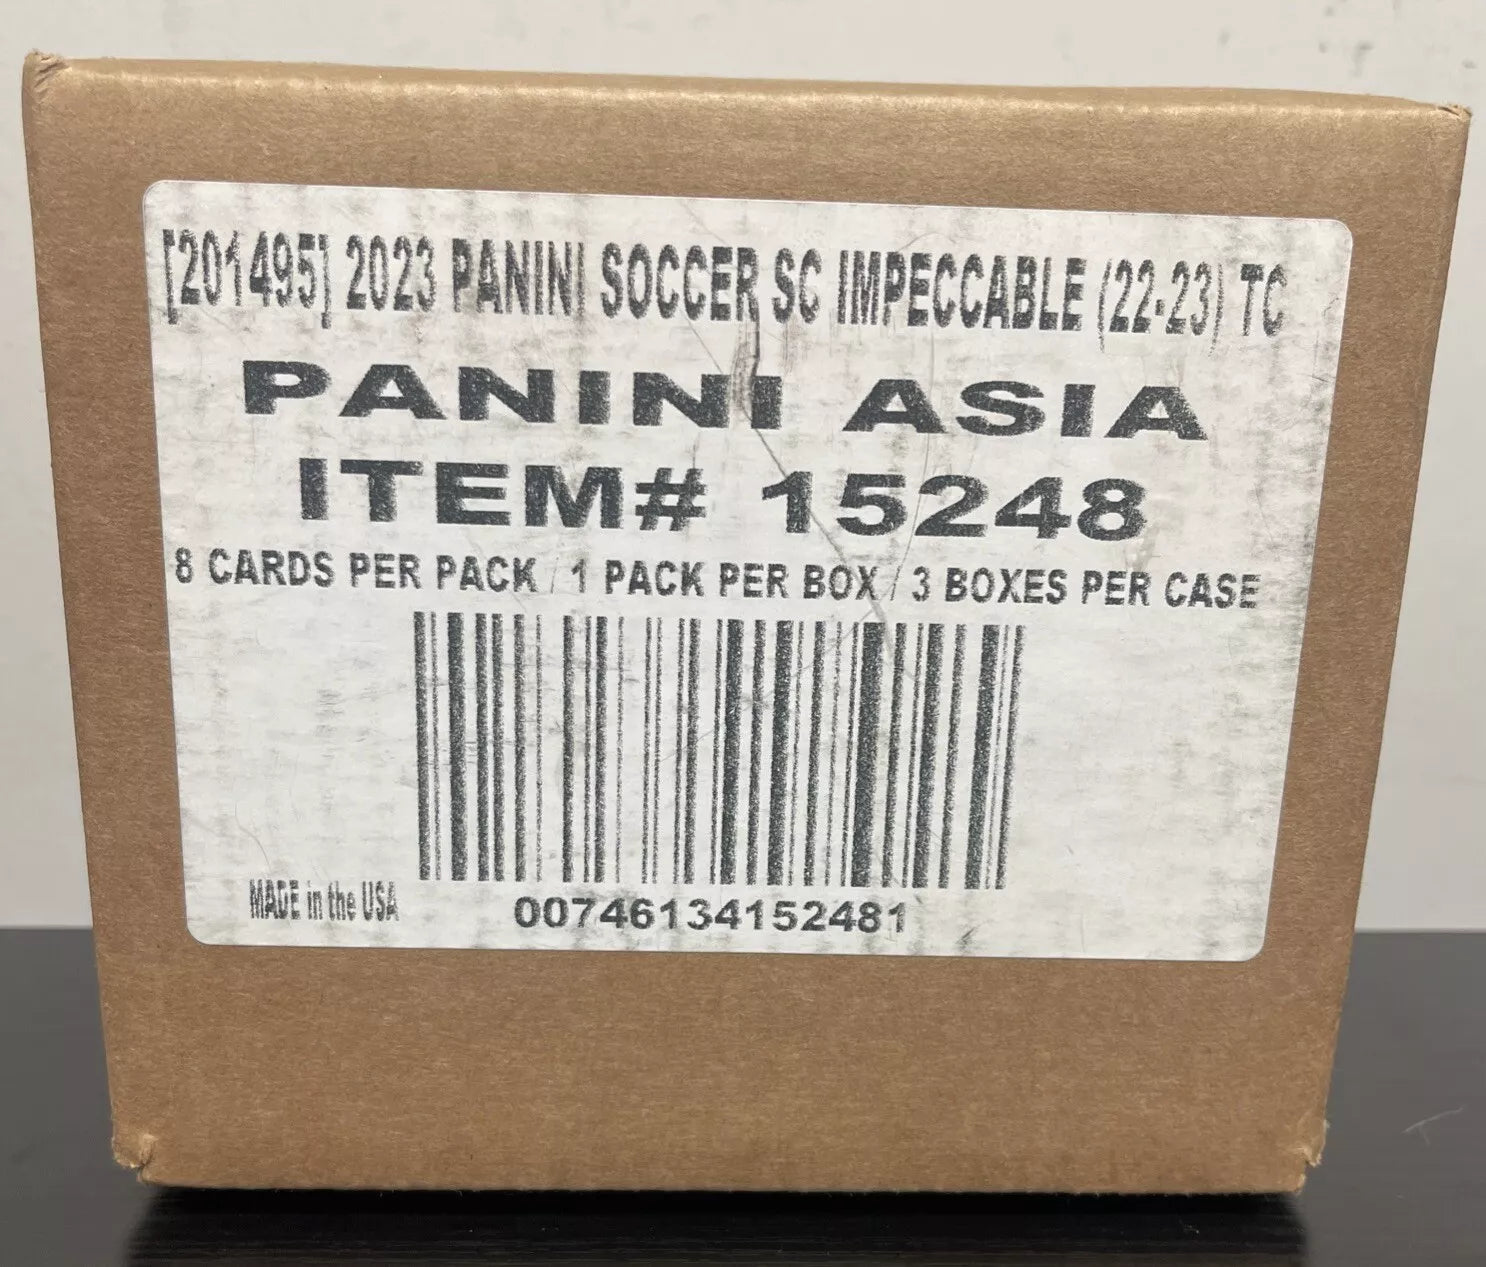 [201495] 2023 PANINI SOCCER SC IMPECCABLE (22-23) TC
PANINI ASIA
ITEM# 15248
8 CARDS PER PACK / 1 PACK PER BOX / 3 BOXES PER CASE
MADE in the USA
00746134152481